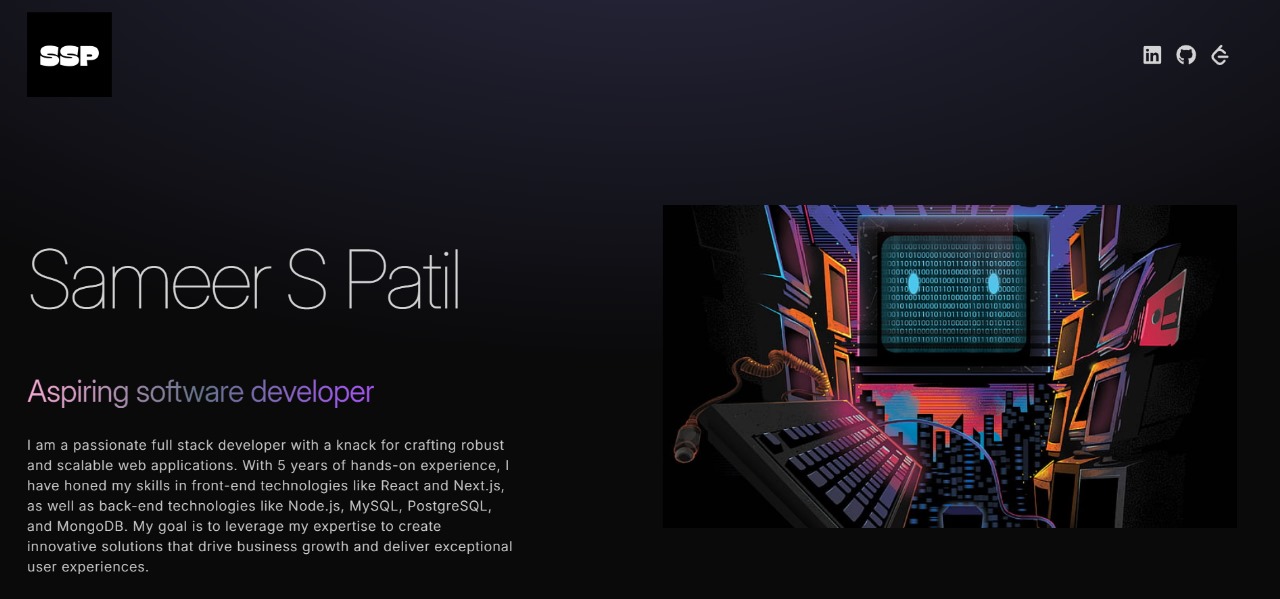 SSP
Sameer S Patil
Aspiring software developer
I am a passionate full stack developer with a knack for crafting robust
and scalable web applications. With 5 years of hands-on experience, I
have honed my skills in front-end technologies like React and Next.js,
as well as back-end technologies like Node.js, MySQL, PostgreSQL,
and MongoDB. My goal is to leverage my expertise to create
innovative solutions that drive business growth and deliver exceptional
user experiences.